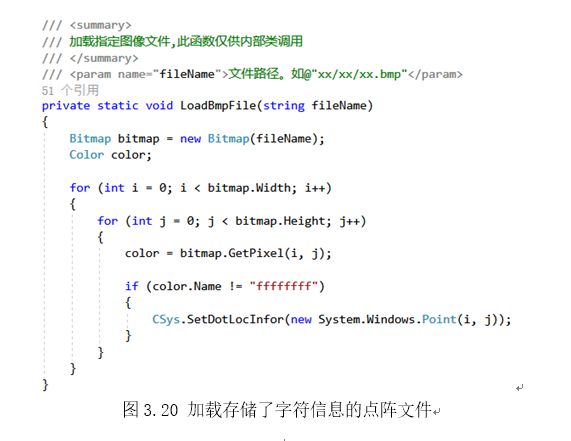 /// <summary>
/// 加载指定图像文件,此函数仅供内部类调用
/// </summary>
/// <param name="fileName">文件路径。如@"xx/xx/xx.bmp"</param>
51 个引用
private static void LoadBmpFile(string fileName)
{
    Bitmap bitmap = new Bitmap(fileName);
    Color color;

    for (int i = 0; i < bitmap.Width; i++)
    {
        for (int j = 0; j < bitmap.Height; j++)
        {
            color = bitmap.GetPixel(i, j);

            if (color.Name != "ffffffff")
            {
                CSys.SetDotLocInfor(new System.Windows.Point(i, j));
            }
        }
    }
}
图3.20 加载存储了字符信息的点阵文件